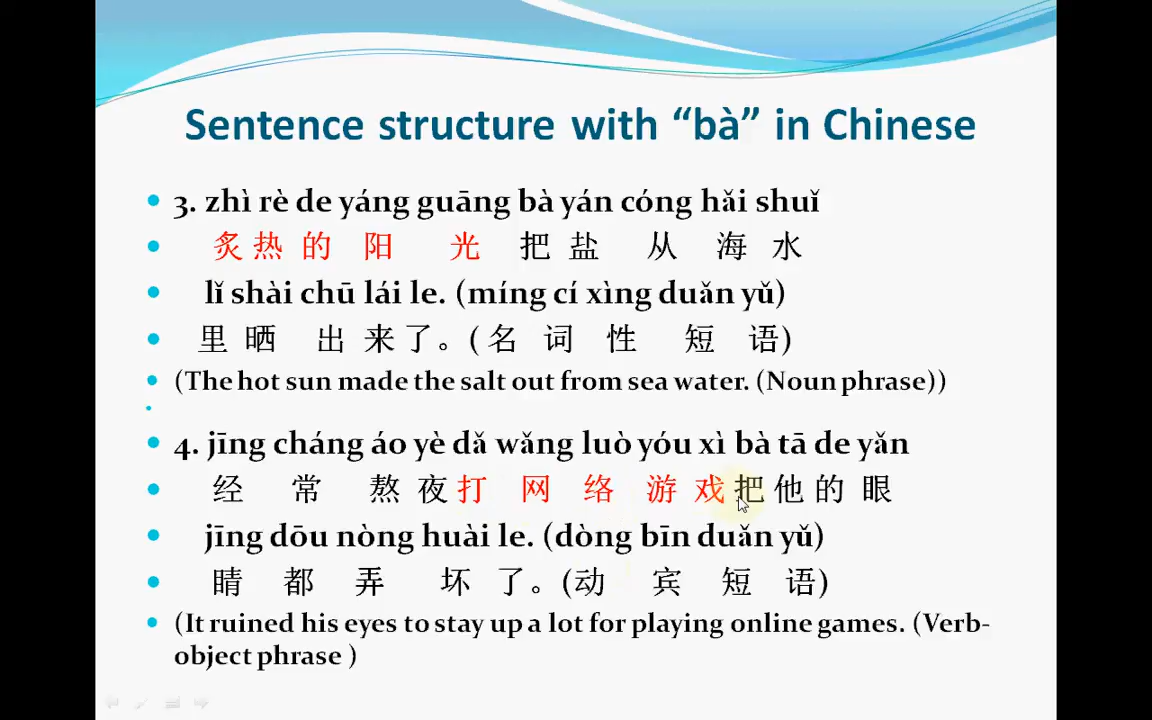 Sentence structure with “bà” in Chinese
3. zhì rè de yáng guāng bà yán cóng hǎi shuǐ
炙热的阳光把盐从海水
lǐ shài chū lái le. (míng cí xìng duǎn yǔ)
里晒出来了。(名词性短语)
(The hot sun made the salt out from sea water. (Noun phrase))
4. jīng cháng áo yè dǎ wǎng luò yóu xì bà tā de yǎn
经常熬夜打网络游戏把他的眼
jīng dōu nòng huài le. (dòng bīn duǎn yǔ)
睛都弄坏了。(动宾短语)
(It ruined his eyes to stay up a lot for playing online games. (Verb-
object phrase )